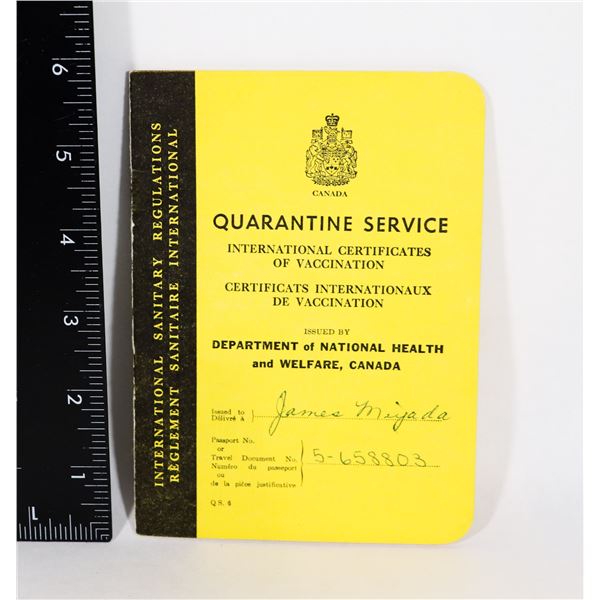 6
5
4
3
2
1
INTERNATIONAL SANITARY REGULATIONS
RÈGLEMENT SANITAIRE INTERNATIONAL
CANADA
QUARANTINE SERVICE
INTERNATIONAL CERTIFICATES
OF VACCINATION
CERTIFICATS INTERNATIONAUX
DE VACCINATION
ISSUED BY
DEPARTMENT of NATIONAL HEALTH
and WELFARE, CANADA
Issued to
Délivré à
James Miyada
Passport No.
or
Travel Document No.
Numéro du passeport
ou
de la pièce justificative
5-658803
Q S. 4